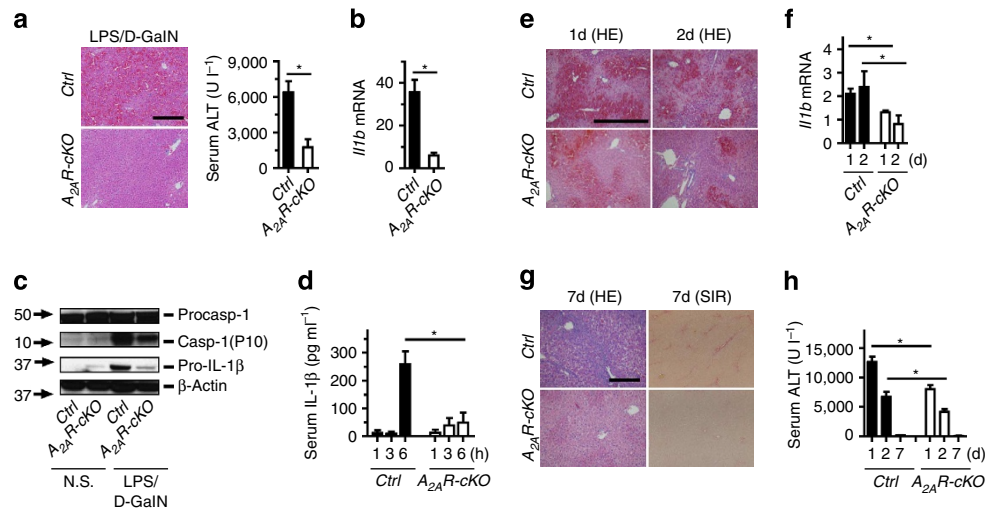 a
LPS/D-GalN
Ctrl
A2AR-cKO
Serum ALT (U l−1)
9,000
6,000
3,000
0
*
Ctrl
A2AR-cKO
b
Il1b mRNA
40
20
0
*
Ctrl
A2AR-cKO
c
50
10
37
37
Procasp-1
Casp-1(P10)
Pro-IL-1β
β-Actin
Ctrl
A2AR-cKO
Ctrl
A2AR-cKO
N.S.
LPS/
D-GalN
d
Serum IL-1β (pg ml−1)
300
200
100
0
*
1 3 6 1 3 6 (h)
Ctrl A2AR-cKO
e
1d (HE) 2d (HE)
Ctrl
A2AR-cKO
f
Il1b mRNA
4
3
2
1
0
*
*
1 2 1 2 (d)
Ctrl
A2AR-cKO
g
7d (HE) 7d (SIR)
Ctrl
A2AR-cKO
h
Serum ALT (U l−1)
15,000
10,000
5,000
0
*
*
1 2 7 1 2 7 (d)
Ctrl A2AR-cKO